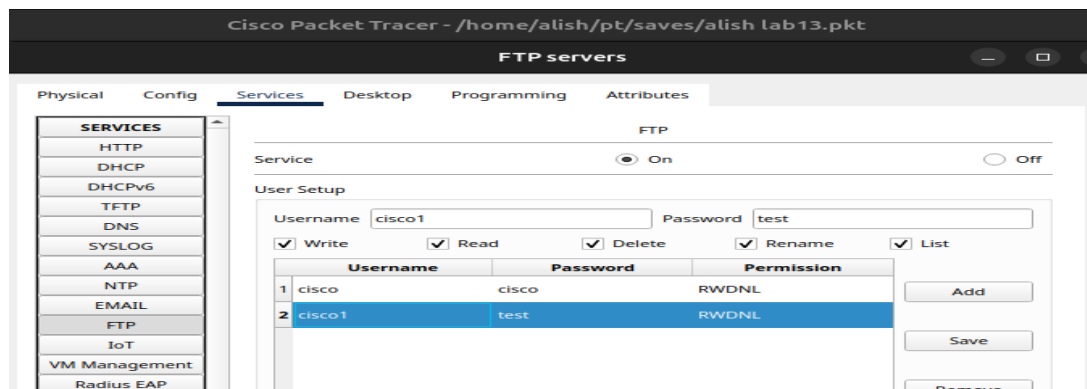 Cisco Packet Tracer - /home/alish/pt/saves/alish lab13.pkt
FTP servers
Physical Config Services Desktop Programming Attributes
SERVICES
HTTP
DHCP
DHCPv6
TFTP
DNS
SYSLOG
AAA
NTP
EMAIL
FTP
IoT
VM Management
Radius EAP
FTP
Service On Off
User Setup
Username cisco1 Password test
Write Read Delete Rename List
Username Password Permission
1 cisco cisco RWDNL
2 cisco1 test RWDNL
Add
Save
Remove